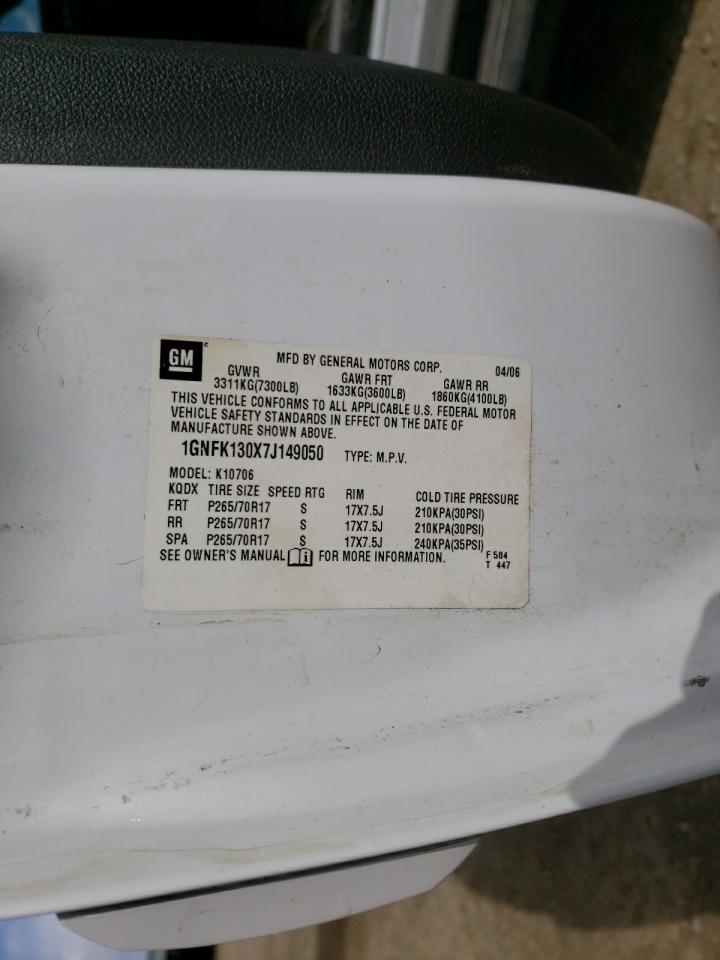 GM
MFD BY GENERAL MOTORS CORP. 04/06
GVWR GAWR FRT GAWR RR
3311KG(7300LB) 1633KG(3600LB) 1860KG(4100LB)
THIS VEHICLE CONFORMS TO ALL APPLICABLE U.S. FEDERAL MOTOR
VEHICLE SAFETY STANDARDS IN EFFECT ON THE DATE OF
MANUFACTURE SHOWN ABOVE.
1GNFK130X7J149050 TYPE: M.P.V.
MODEL: K10706
KQDX TIRE SIZE SPEED RTG RIM COLD TIRE PRESSURE
FRT P265/70R17 S 17X7.5J 210KPA(30PSI)
RR P265/70R17 S 17X7.5J 210KPA(30PSI)
SPA P265/70R17 S 17X7.5J 240KPA(35PSI)
SEE OWNER'S MANUAL i FOR MORE INFORMATION. F 504
T 447